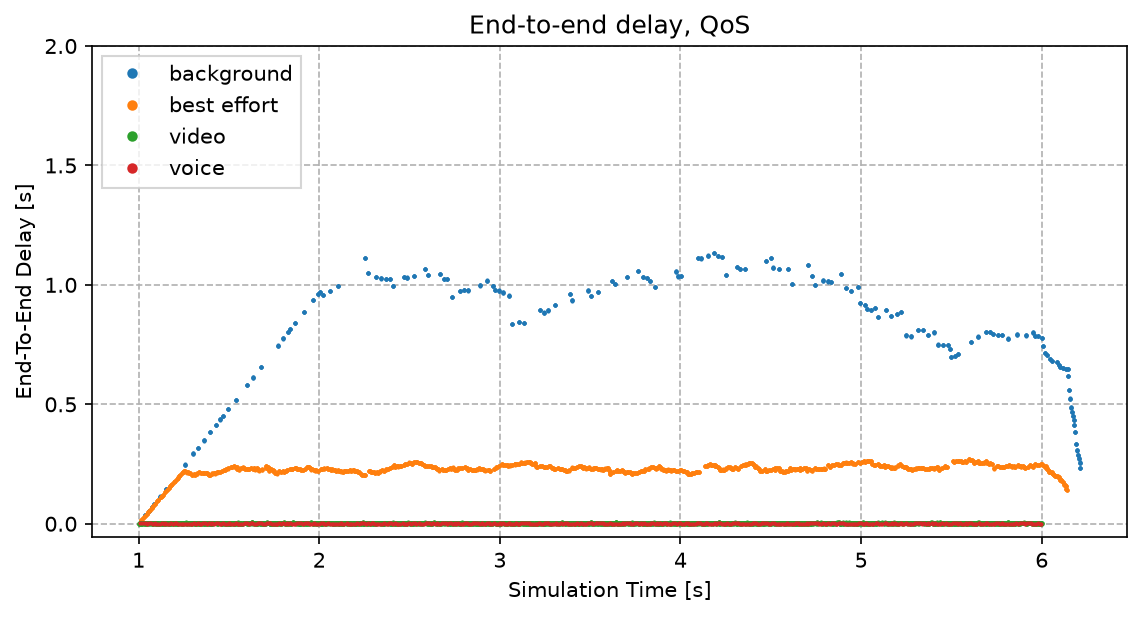 End-to-end delay, QoS
2.0
1.5
1.0
0.5
0.0
End-To-End Delay [s]
background
best effort
video
voice
1 2 3 4 5 6
Simulation Time [s]